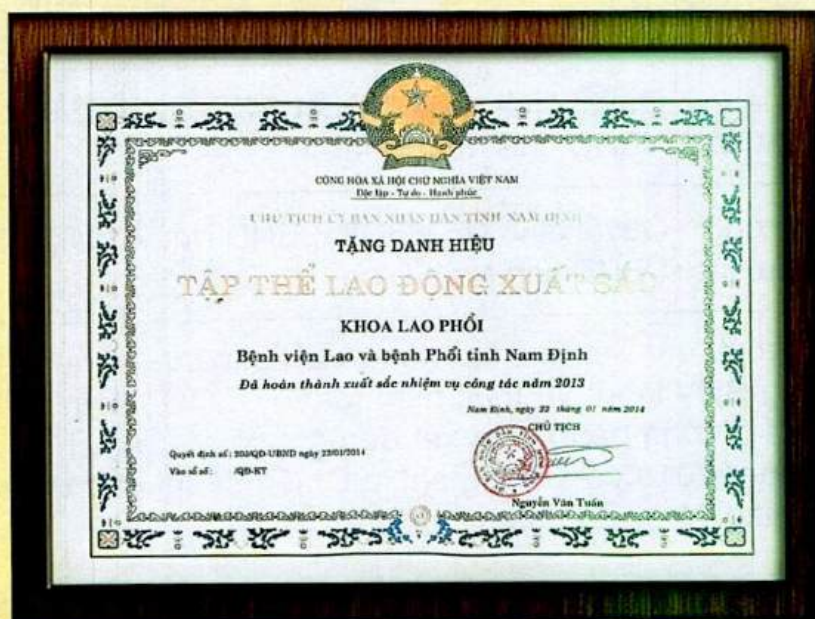 CỘNG HÒA XÃ HỘI CHỦ NGHĨA VIỆT NAM
Độc lập - Tự do - Hạnh phúc
CHỦ TỊCH ỦY BAN NHÂN DÂN TỈNH NAM ĐỊNH
TẶNG DANH HIỆU
TẬP THỂ LAO ĐỘNG XUẤT SẮC
KHOA LAO PHỔI
Bệnh viện Lao và bệnh Phổi tỉnh Nam Định
Đã hoàn thành xuất sắc nhiệm vụ công tác năm 2013
Nam Định, ngày 22 tháng 01 năm 2014
CHỦ TỊCH
Quyết định số: /QĐ-UBND ngày 22/01/2014
Vào sổ số: /QĐ-KT
Nguyễn Văn Tuấn